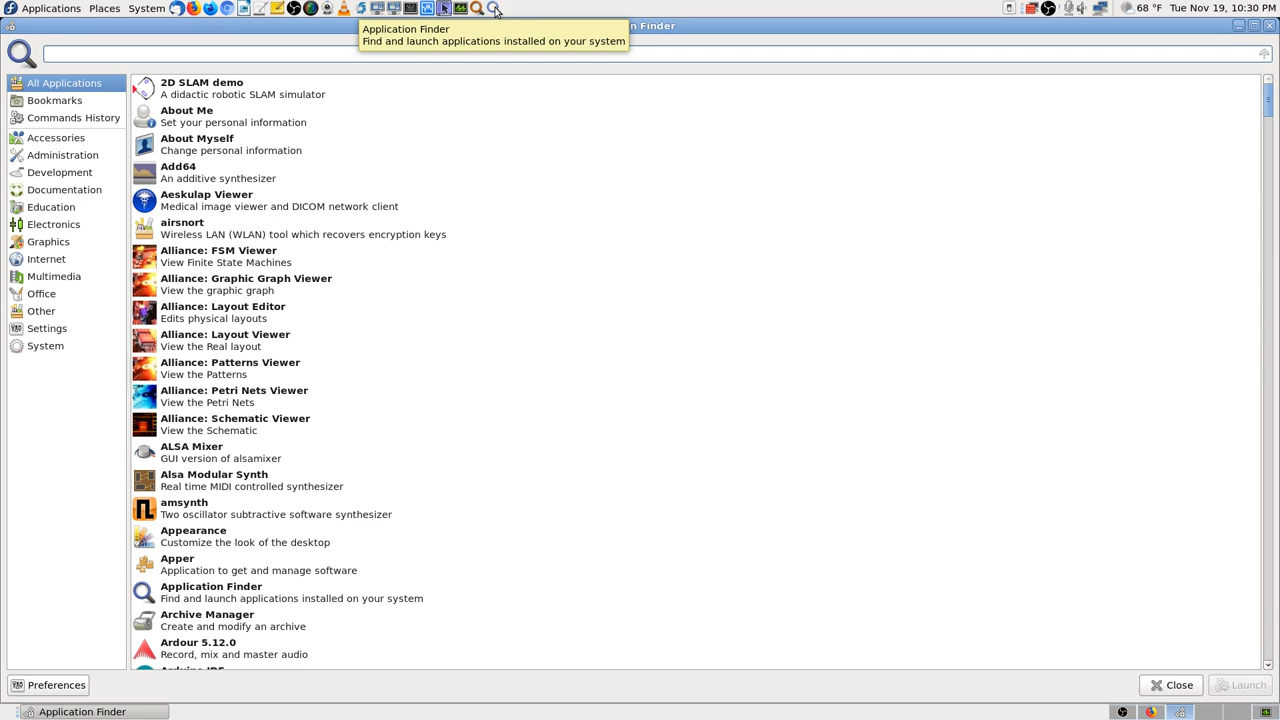 Applications Places System 68 °F Tue Nov 19, 10:30 PM
Application Finder
Application Finder
Find and launch applications installed on your system
All Applications
Bookmarks
Commands History
Accessories
Administration
Development
Documentation
Education
Electronics
Graphics
Internet
Multimedia
Office
Other
Settings
System
2D SLAM demo
A didactic robotic SLAM simulator
About Me
Set your personal information
About Myself
Change personal information
Add64
An additive synthesizer
Aeskulap Viewer
Medical image viewer and DICOM network client
airsnort
Wireless LAN (WLAN) tool which recovers encryption keys
Alliance: FSM Viewer
View Finite State Machines
Alliance: Graphic Graph Viewer
View the graphic graph
Alliance: Layout Editor
Edits physical layouts
Alliance: Layout Viewer
View the Real layout
Alliance: Patterns Viewer
View the Patterns
Alliance: Petri Nets Viewer
View the Petri Nets
Alliance: Schematic Viewer
View the Schematic
ALSA Mixer
GUI version of alsamixer
Alsa Modular Synth
Real time MIDI controlled synthesizer
amsynth
Two oscillator subtractive software synthesizer
Appearance
Customize the look of the desktop
Apper
Application to get and manage software
Application Finder
Find and launch applications installed on your system
Archive Manager
Create and modify an archive
Ardour 5.12.0
Record, mix and master audio
Arduino IDE
Preferences Close Launch
Application Finder